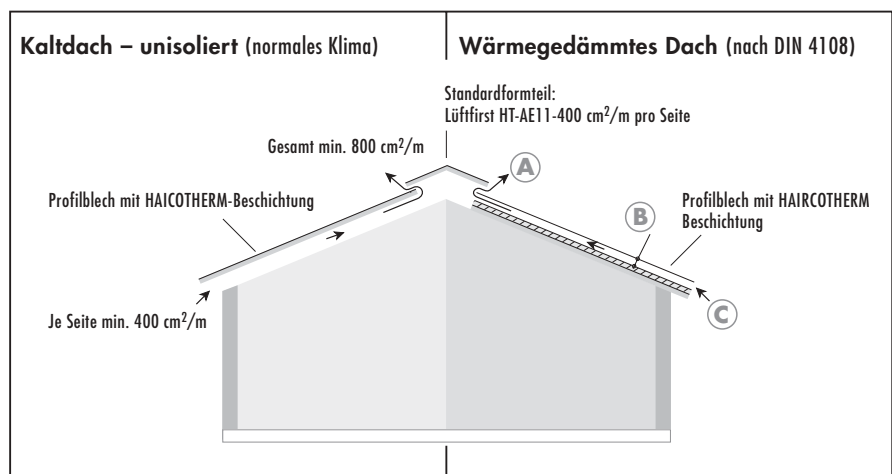 Kaltdach – unisoliert (normales Klima)
Wärmegedämmtes Dach (nach DIN 4108)
Standardformteil:
Lüftfirst HT-AE11-400 cm²/m pro Seite
Gesamt min. 800 cm²/m
A
Profilblech mit HAICOTHERM-Beschichtung
B
Profilblech mit HAIRCOTHERM
Beschichtung
Je Seite min. 400 cm²/m
C